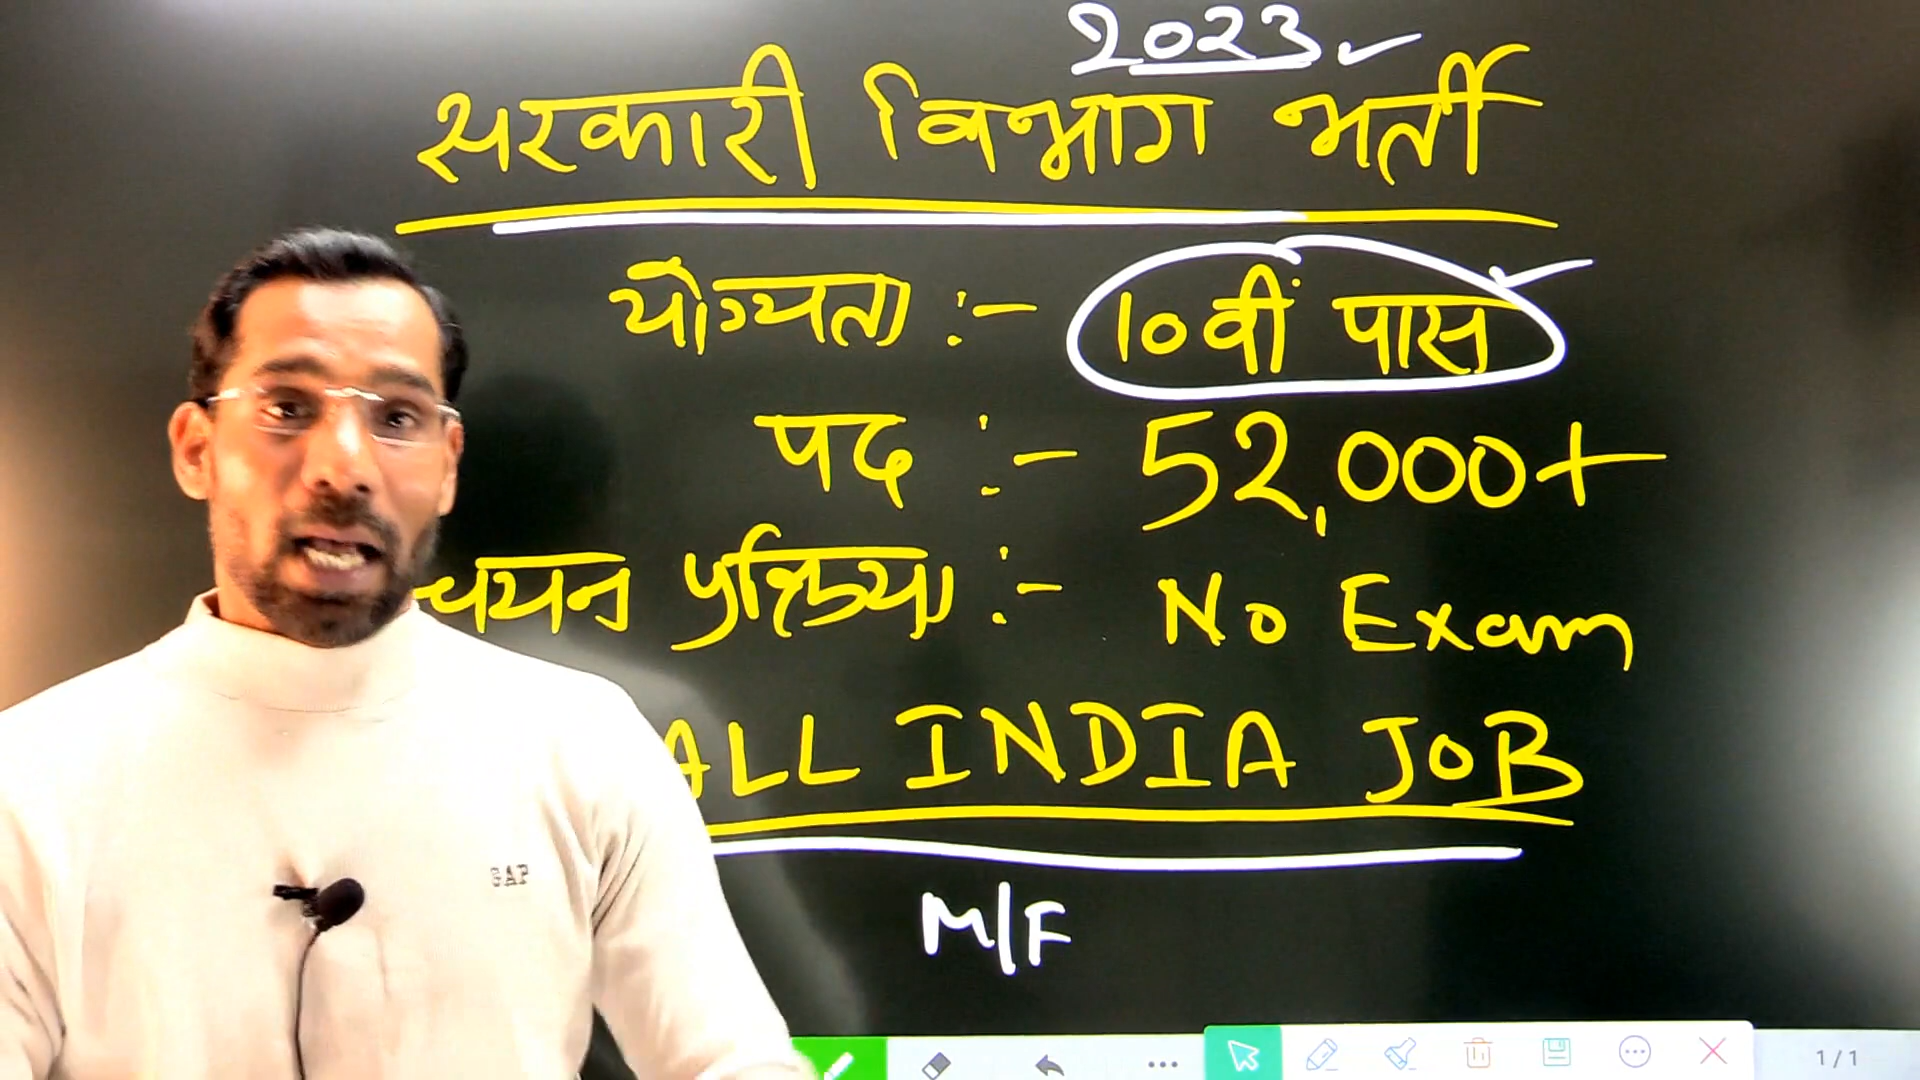 2023
सरकारी विभाग भर्ती
योग्यता :- 10वीं पास
पद :- 52,000+
चयन प्रक्रिया :- No Exam
ALL INDIA JOB
M/F
GAP
1/1